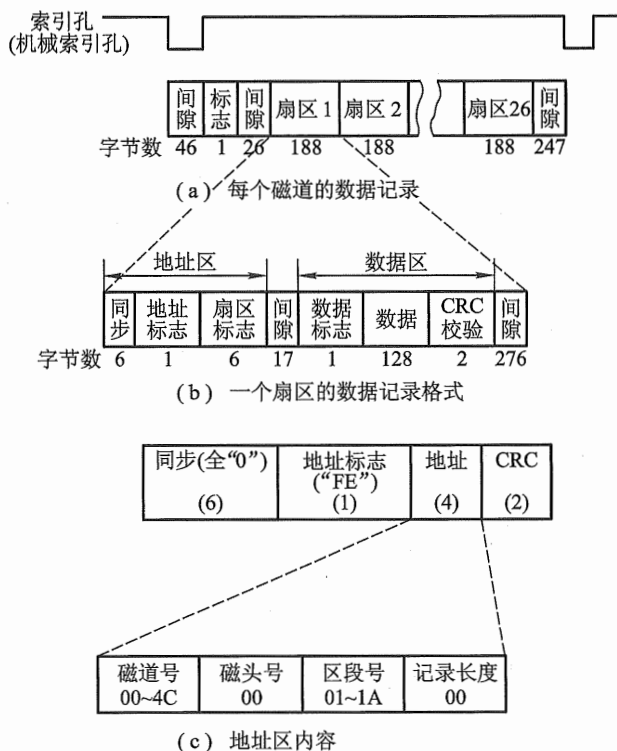 索引孔
(机械索引孔)
间隙 标志 间隙 扇区 1 扇区 2 扇区26 间隙
字节数 46 1 26 188 188 188 247
(a) 每个磁道的数据记录
地址区 数据区
同步 地址标志 扇区标志 间隙 数据标志 数据 CRC校验 间隙
字节数 6 1 6 17 1 128 2 276
(b) 一个扇区的数据记录格式
同步(全“0”) 地址标志 地址 CRC
(“FE”)
(6) (1) (4) (2)
磁道号 磁头号 区段号 记录长度
00~4C 00 01~1A 00
(c) 地址区内容